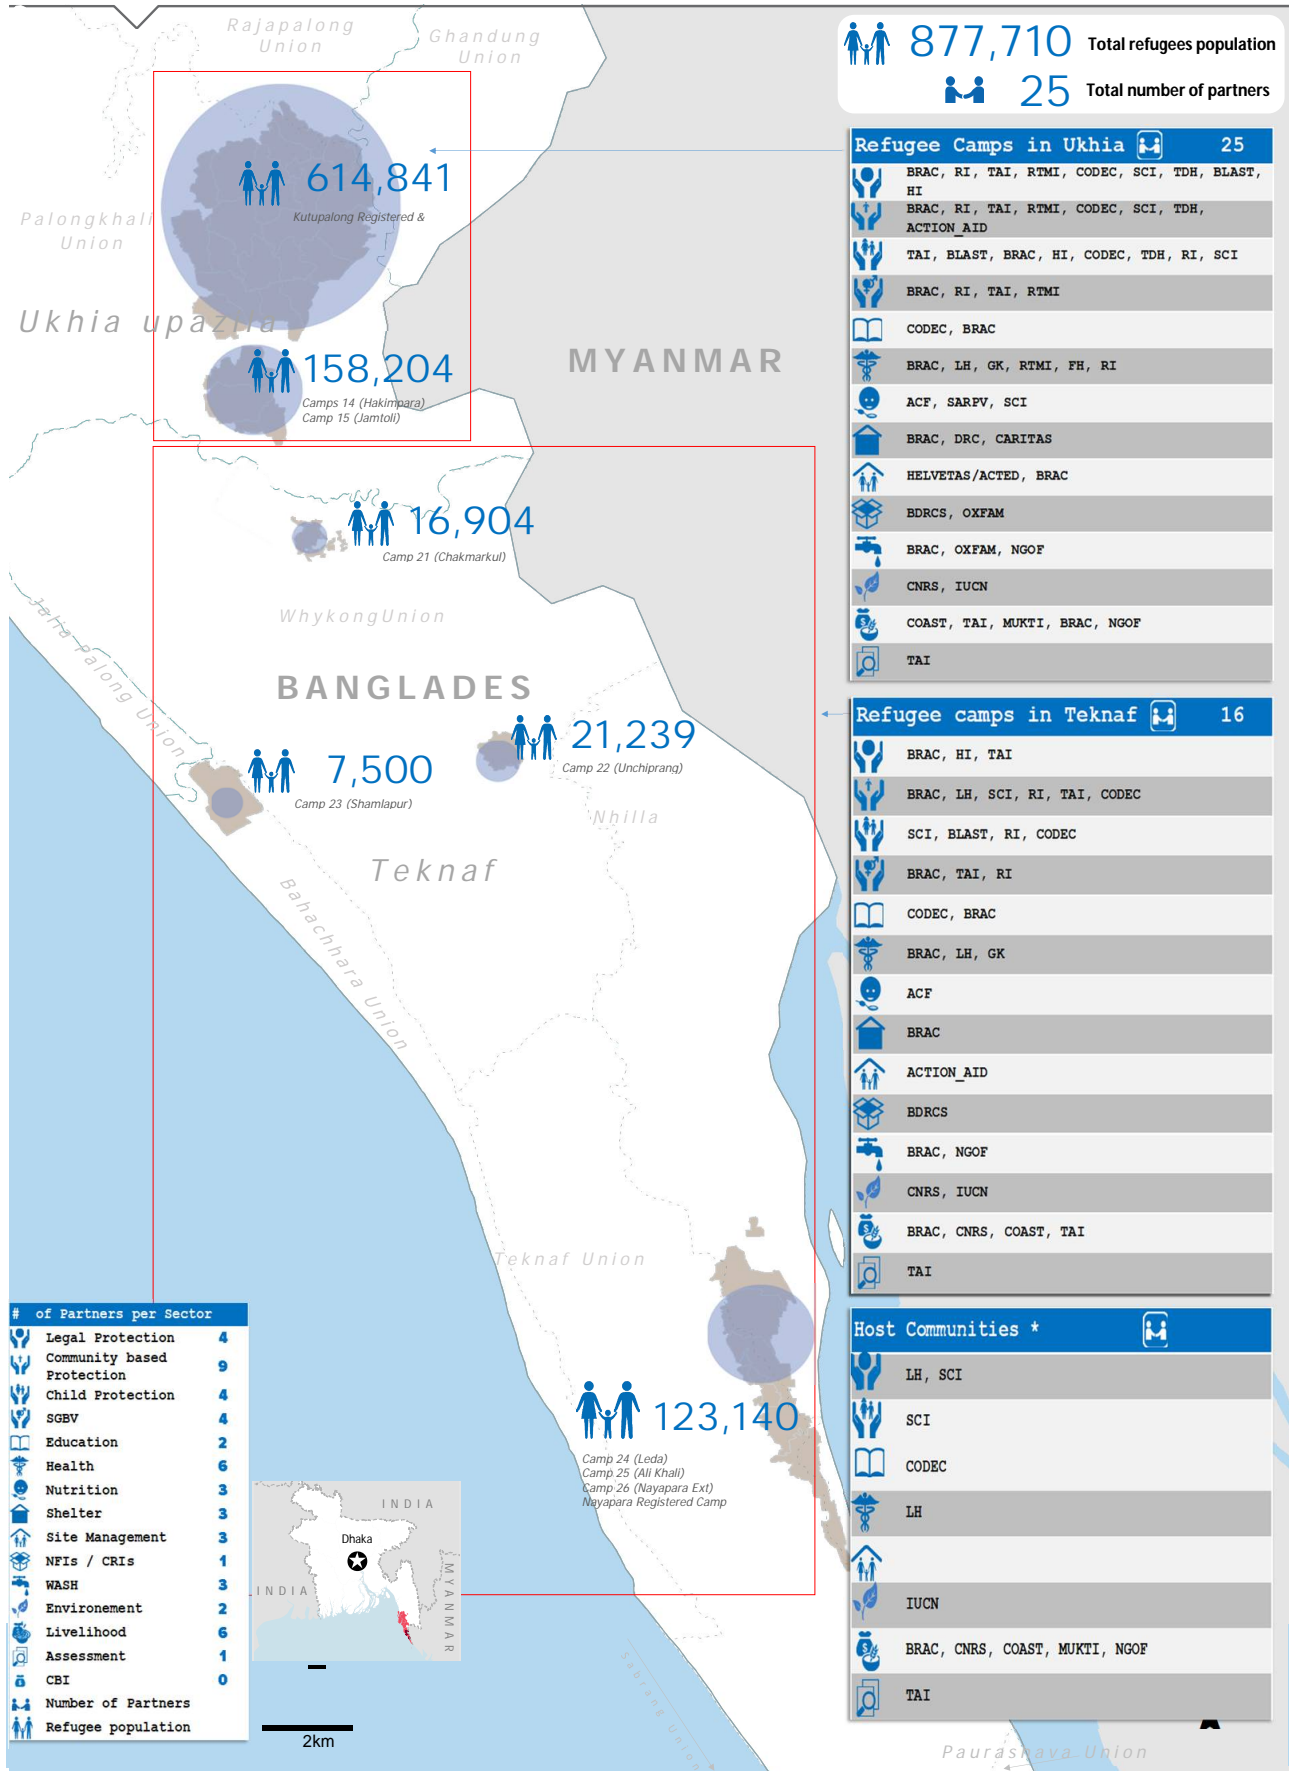 Rajapalong
Union
Ghandung
Union
877,710 Total refugees population
25 Total number of partners
614,841
Kutupalong Registered &
Palongkhali
Union
Ukhia upazila
158,204
Camps 14 (Hakimpara)
Camp 15 (Jamtoli)
MYANMAR
16,904
Camp 21 (Chakmarkul)
WhykongUnion
Jalia Palong Union
BANGLADES
21,239
Camp 22 (Unchiprang)
7,500
Camp 23 (Shamlapur)
Nhilla
Teknaf
Bahachhara Union
Teknaf Union
123,140
Camp 24 (Leda)
Camp 25 (Ali Khali)
Camp 26 (Nayapara Ext)
Nayapara Registered Camp
Sabrang Union
Paurashava Union
Refugee Camps in Ukhia 25
BRAC, RI, TAI, RTMI, CODEC, SCI, TDH, BLAST,
HI
BRAC, RI, TAI, RTMI, CODEC, SCI, TDH,
ACTION_AID
TAI, BLAST, BRAC, HI, CODEC, TDH, RI, SCI
BRAC, RI, TAI, RTMI
CODEC, BRAC
BRAC, LH, GK, RTMI, FH, RI
ACF, SARPV, SCI
BRAC, DRC, CARITAS
HELVETAS/ACTED, BRAC
BDRCS, OXFAM
BRAC, OXFAM, NGOF
CNRS, IUCN
COAST, TAI, MUKTI, BRAC, NGOF
TAI
Refugee camps in Teknaf 16
BRAC, HI, TAI
BRAC, LH, SCI, RI, TAI, CODEC
SCI, BLAST, RI, CODEC
BRAC, TAI, RI
CODEC, BRAC
BRAC, LH, GK
ACF
BRAC
ACTION_AID
BDRCS
BRAC, NGOF
CNRS, IUCN
BRAC, CNRS, COAST, TAI
TAI
Host Communities *
LH, SCI
SCI
CODEC
LH
IUCN
BRAC, CNRS, COAST, MUKTI, NGOF
TAI
# of Partners per Sector
Legal Protection 4
Community based
Protection 9
Child Protection 4
SGBV 4
Education 2
Health 6
Nutrition 3
Shelter 3
Site Management 3
NFIs / CRIs 1
WASH 3
Environement 2
Livelihood 6
Assessment 1
CBI 0
Number of Partners
Refugee population
INDIA
Dhaka
INDIA
MYANMAR
2km